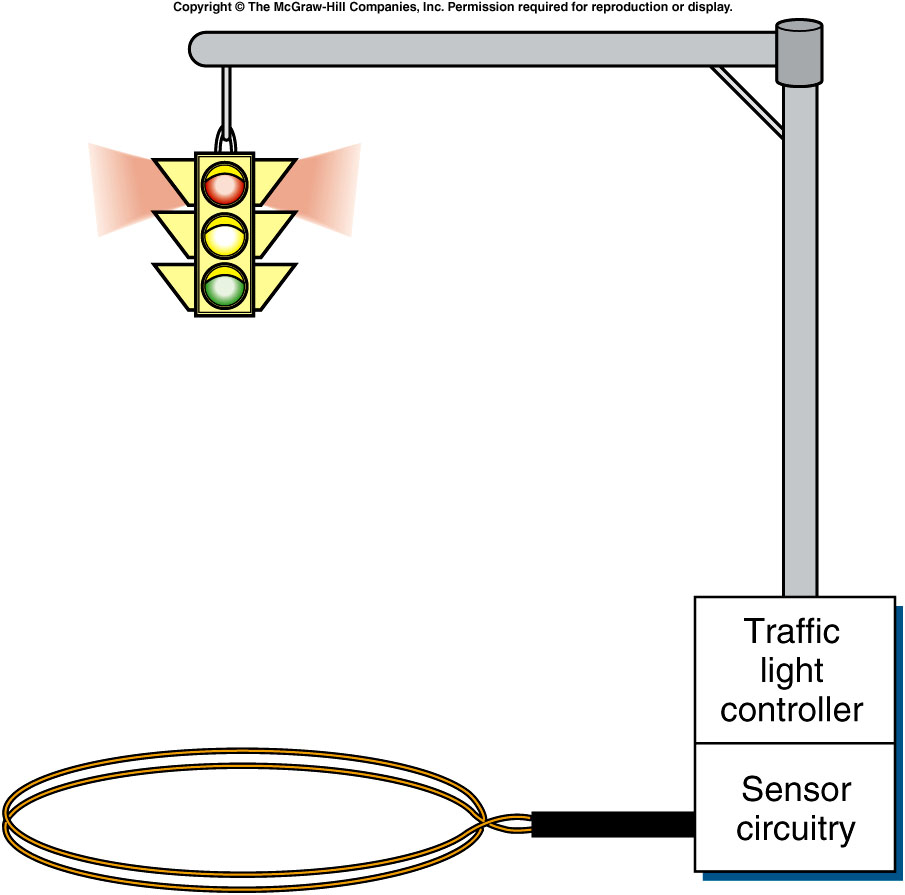 Copyright © The McGraw-Hill Companies, Inc. Permission required for reproduction or display.
Traffic
light
controller
Sensor
circuitry